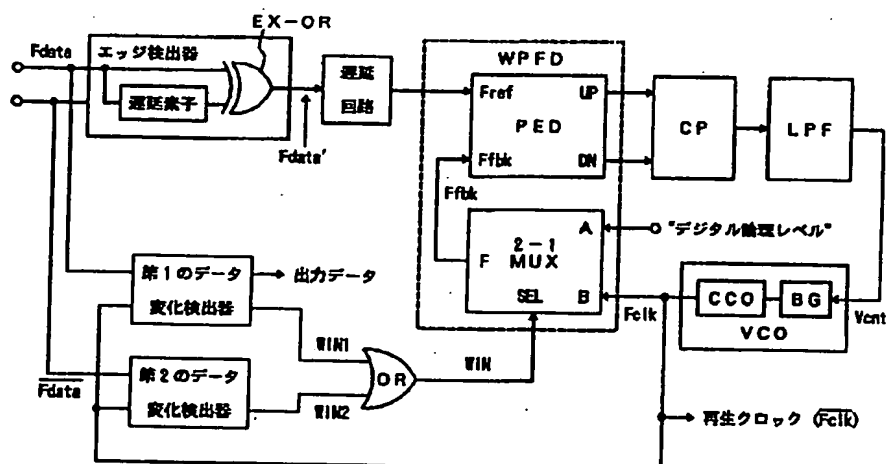 EX-OR
Fdata
エッジ検出器
遅延素子
Fdata'
遅延
回路
WPFD
Fref
UP
PED
Ffbk
DN
CP
LPF
Ffbk
A
"デジタル論理レベル"
2-1
MUX
F
SEL
B
Fclk
CCO
BG
VCO
Vcnt
第1のデータ
変化検出器
出力データ
WIN1
OR
WIN
Fdata
第2のデータ
変化検出器
WIN2
再生クロック (Fclk)